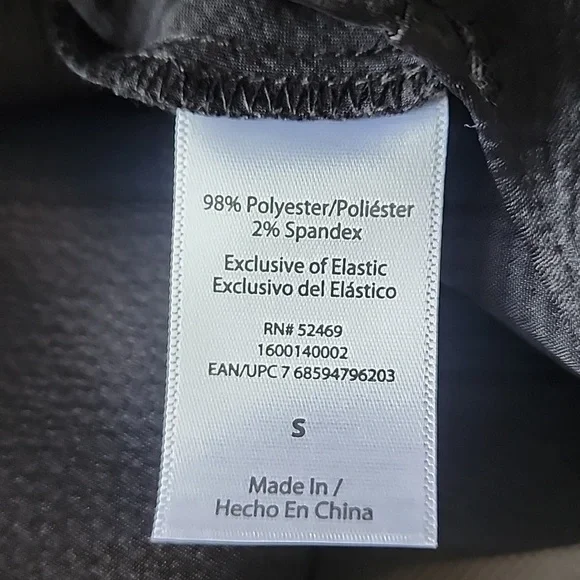 98% Polyester/Poliéster
2% Spandex
Exclusive of Elastic
Exclusivo del Elástico
RN# 52469
1600140002
EAN/UPC 7 68594796203
S
Made In /
Hecho En China